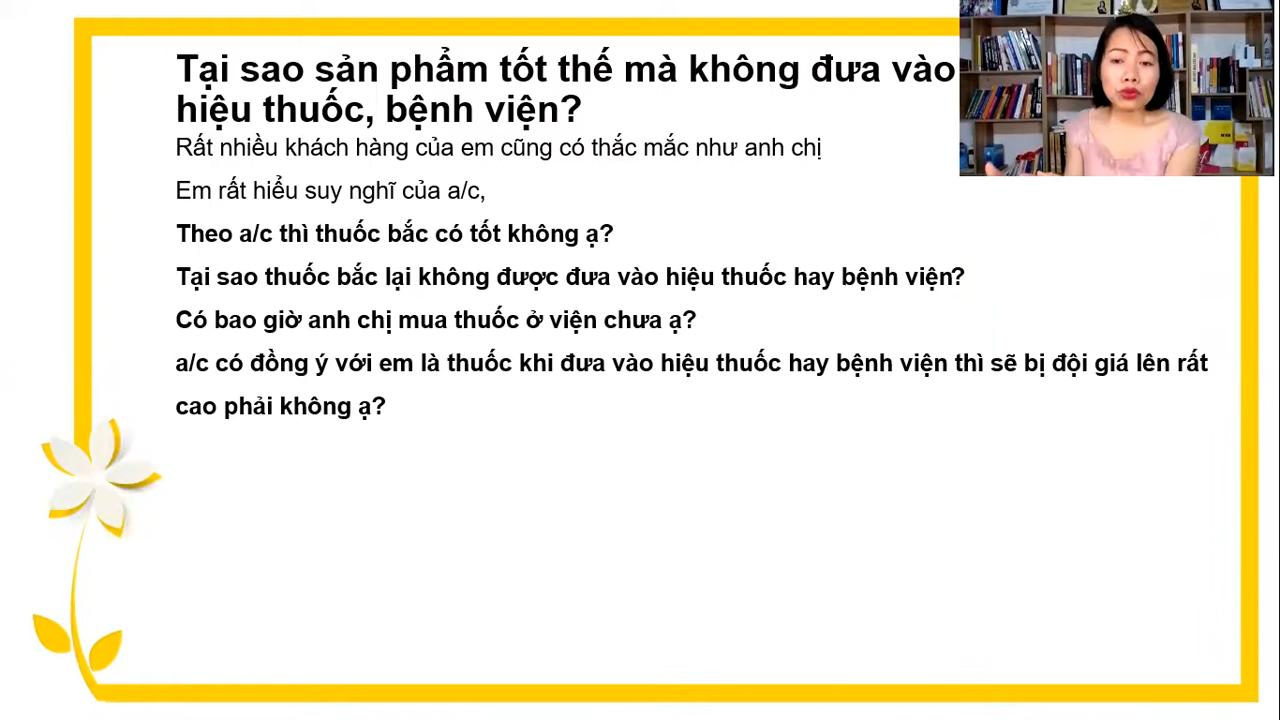 Tại sao sản phẩm tốt thế mà không đưa vào
hiệu thuốc, bệnh viện?
Rất nhiều khách hàng của em cũng có thắc mắc như anh chị
Em rất hiểu suy nghĩ của a/c,
Theo a/c thì thuốc bắc có tốt không ạ?
Tại sao thuốc bắc lại không được đưa vào hiệu thuốc hay bệnh viện?
Có bao giờ anh chị mua thuốc ở viện chưa ạ?
a/c có đồng ý với em là thuốc khi đưa vào hiệu thuốc hay bệnh viện thì sẽ bị đội giá lên rất
cao phải không ạ?